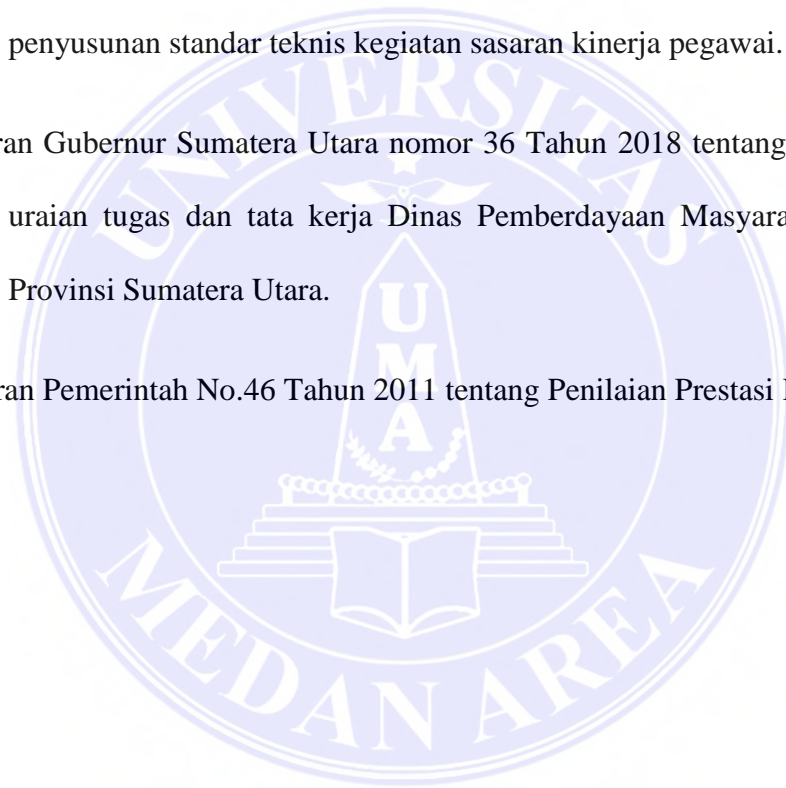 penyusunan standar teknis kegiatan sasaran kinerja pegawai.
ran Gubernur Sumatera Utara nomor 36 Tahun 2018 tentang
uraian tugas dan tata kerja Dinas Pemberdayaan Masyara
Provinsi Sumatera Utara.
ran Pemerintah No.46 Tahun 2011 tentang Penilaian Prestasi
UNIVERSITAS
UMA
MEDAN AREA